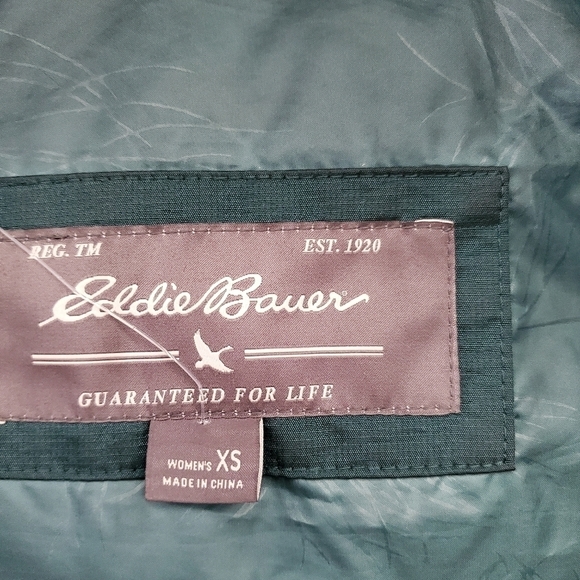 REG. TM EST. 1920
Eddie Bauer®
GUARANTEED FOR LIFE
WOMEN'S XS
MADE IN CHINA